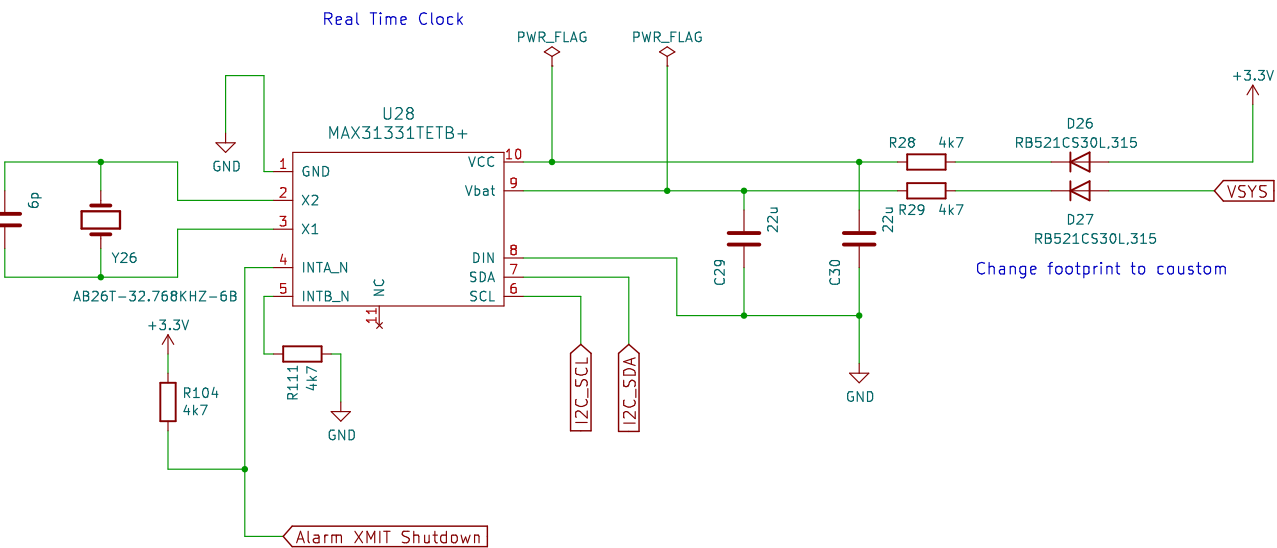 Real Time Clock
PWR_FLAG
PWR_FLAG
+3.3V
U28
MAX31331TETB+
GND
1
GND
2
X2
3
X1
4
INTA_N
5
INTB_N
NC
11
10
VCC
9
Vbat
8
DIN
7
SDA
6
SCL
R28 4k7
D26
RB521CS30L,315
R29 4k7
D27
RB521CS30L,315
VSYS
Change footprint to coustom
22u
C29
22u
C30
GND
6p
Y26
AB26T-32.768KHZ-6B
+3.3V
R104
4k7
R111
4k7
GND
I2C_SCL
I2C_SDA
Alarm XMIT Shutdown